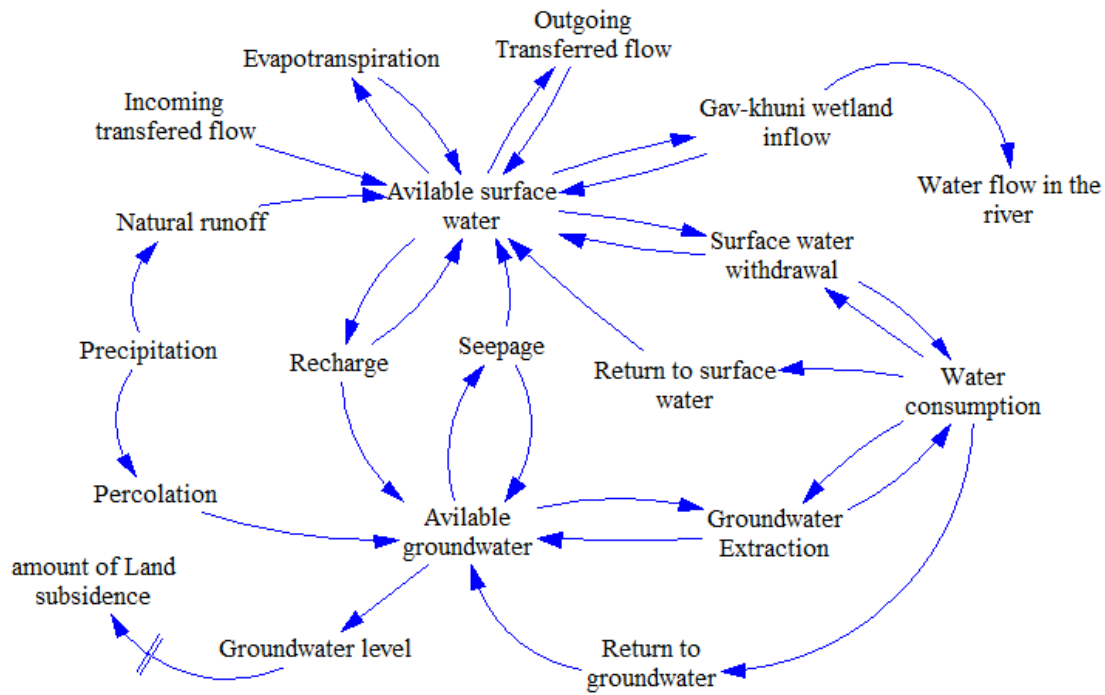 Outgoing
Transferred flow
Evapotranspiration
Incoming
transfered flow
Gav-khuni wetland
inflow
Avilable surface
water
Water flow in the
river
Natural runoff
Surface water
withdrawal
Precipitation
Recharge
Seepage
Return to surface
water
Water
consumption
Percolation
Avilable
groundwater
Groundwater
Extraction
amount of Land
subsidence
Groundwater level
Return to
groundwater